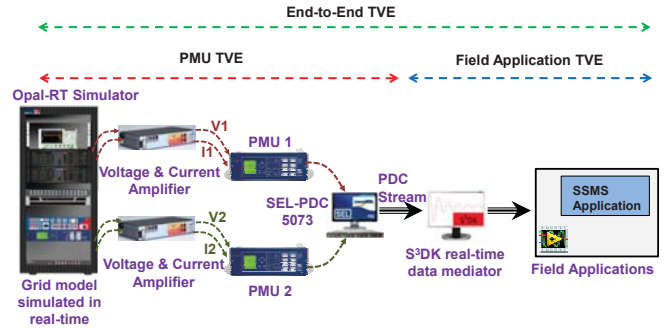 End-to-End TVE
PMU TVE
Field Application TVE
Opal-RT Simulator
V1
I1
PMU 1
Voltage & Current
Amplifier
SEL-PDC
5073
SEL
PDC
Stream
SSMS
Application
V2
I2
S³DK real-time
data mediator
Field Applications
Voltage & Current
Amplifier
PMU 2
Grid model
simulated in
real-time